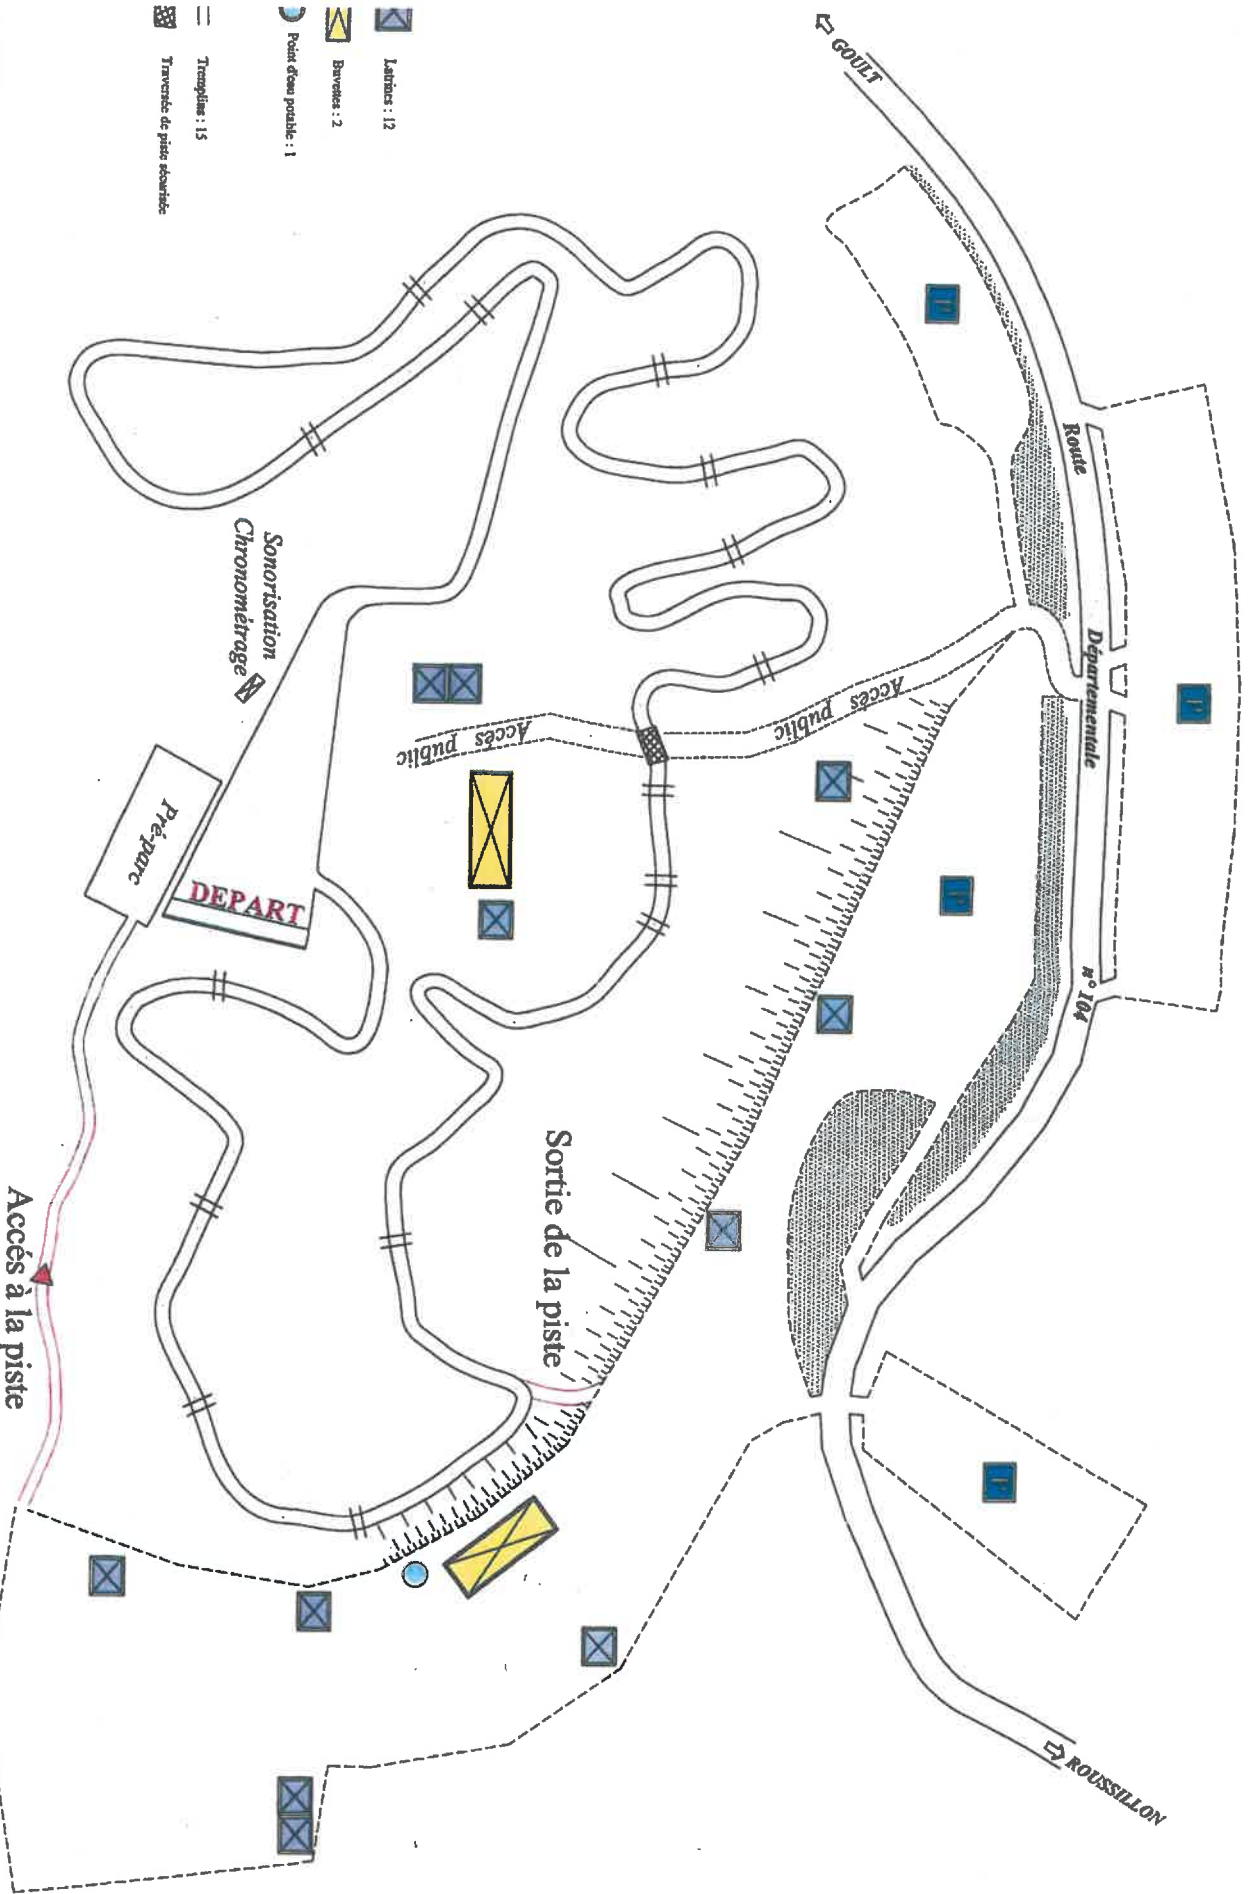 GOULT
Route
Départementale
n° 104
ROUSSILLON
P
P
P
P
Accès public
Accès public
Sonorisation
Chronométrage
Pré-parc
DEPART
Sortie de la piste
Accés à la piste
Latrines : 12
Buvettes : 2
Point d'eau potable : 1
Tremplins : 15
Traversée de piste sécurisée